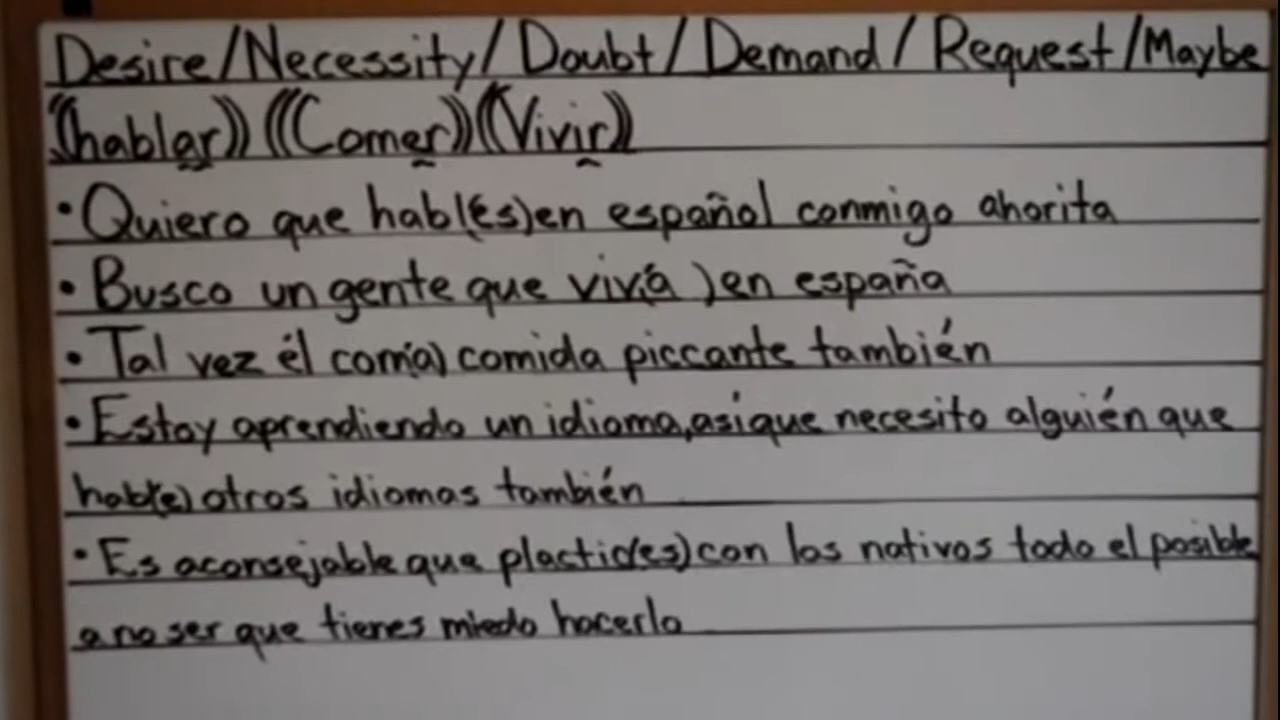 Desire/Necessity/Doubt/Demand/Request/Maybe
((hablar)) ((Comer)) ((Vivir))
• Quiero que habl(es) en español conmigo ahorita
• Busco un gente que viv(a) en españa
• Tal vez él com(a) comida piccante también
• Estoy aprendiendo un idioma, asi que necesito alguién que
habl(e) otros idiomas también
• Es aconsejable que plactic(es) con los nativos todo el posible
a no ser que tienes miedo hacerlo